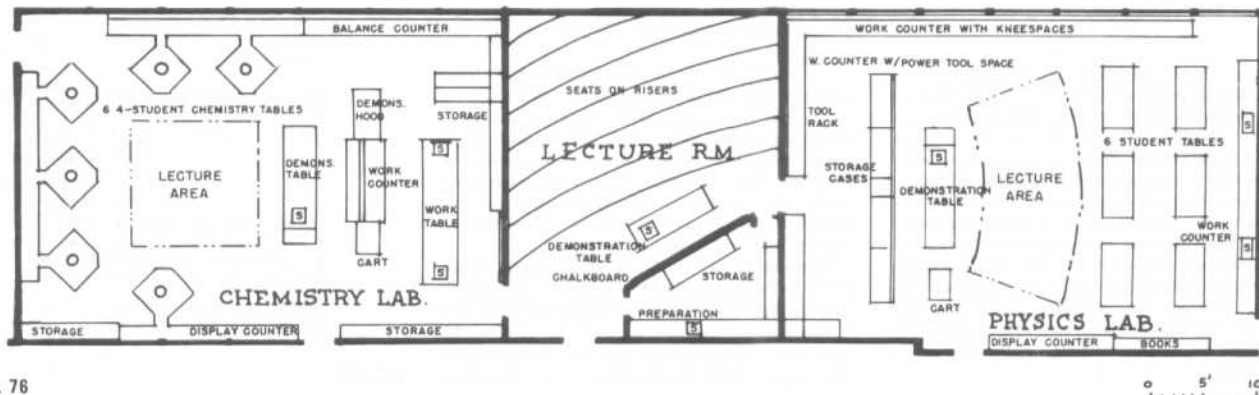 BALANCE COUNTER
6 4-STUDENT CHEMISTRY TABLES
DEMONS.
HOOD
STORAGE
LECTURE
AREA
DEMONS.
TABLE
S
WORK
COUNTER
S
WORK
TABLE
S
CART
CHEMISTRY LAB.
STORAGE
DISPLAY COUNTER
STORAGE
SEATS ON RISERS
LECTURE RM
S
DEMONSTRATION
TABLE
CHALKBOARD
STORAGE
PREPARATION
S
WORK COUNTER WITH KNEESPACES
W. COUNTER W/POWER TOOL SPACE
TOOL
RACK
STORAGE
CASES
S
DEMONSTRATION
TABLE
LECTURE
AREA
6 STUDENT TABLES
S
WORK
COUNTER
S
CART
PHYSICS LAB.
DISPLAY COUNTER
BOOKS
76
0 5' 10